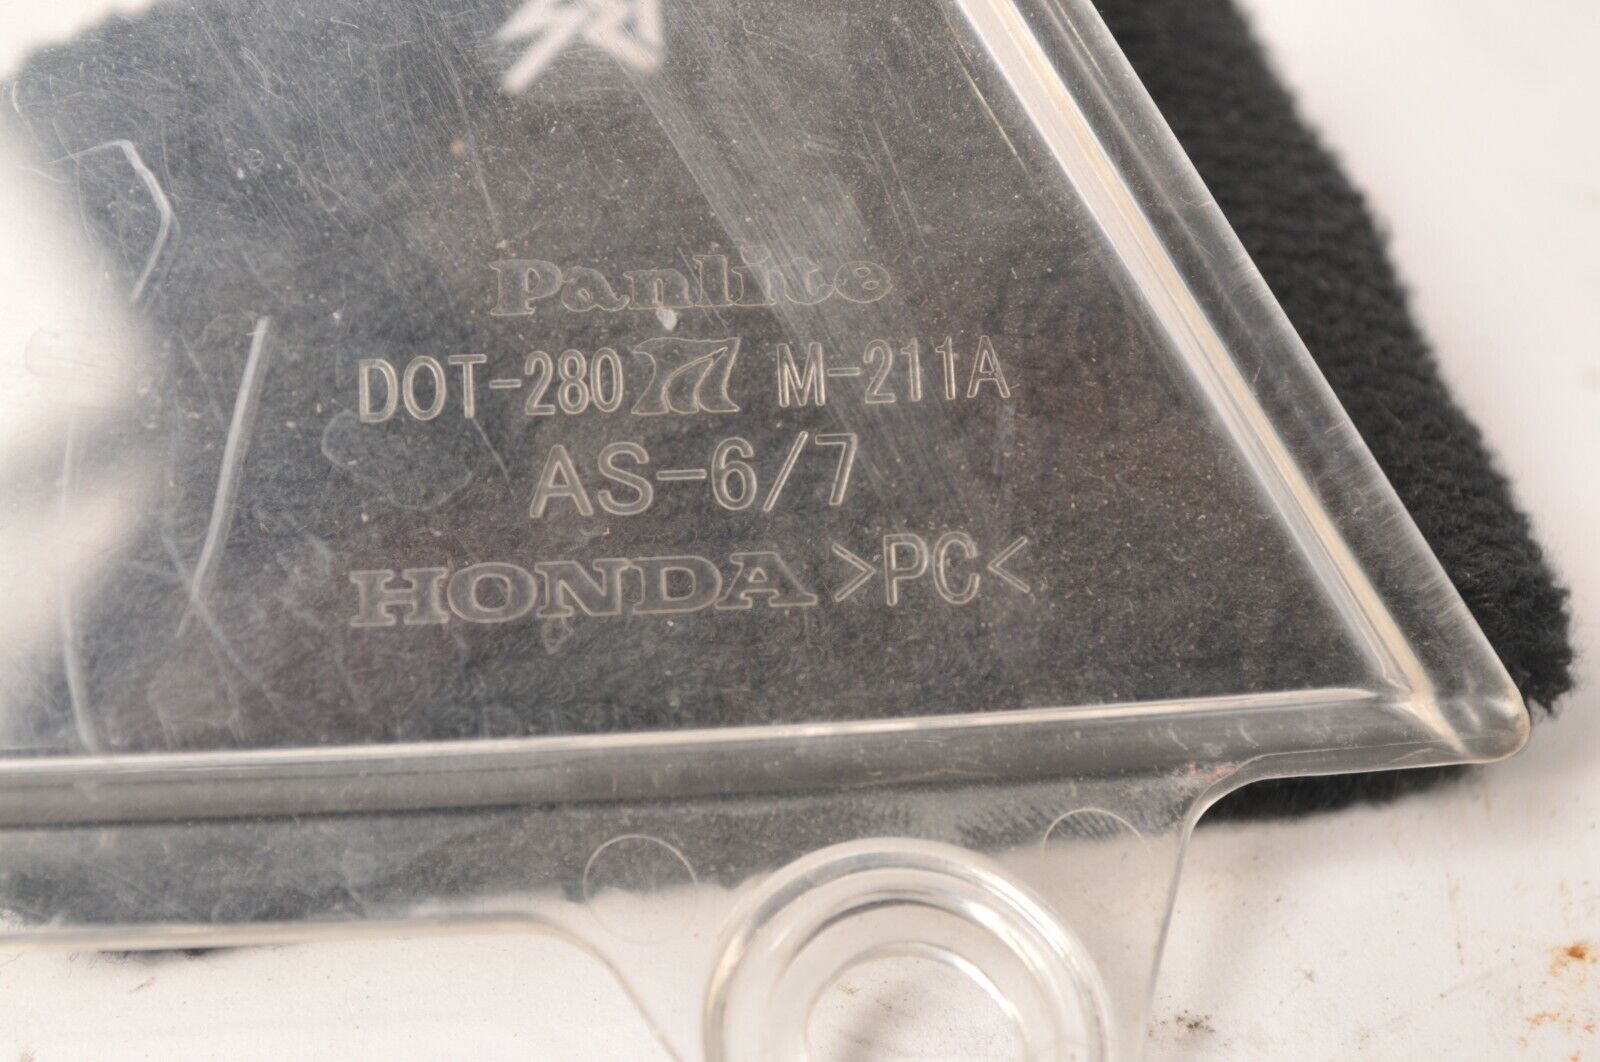 Panlite
DOT-280 M-211A
AS-6/7
HONDA >PC<